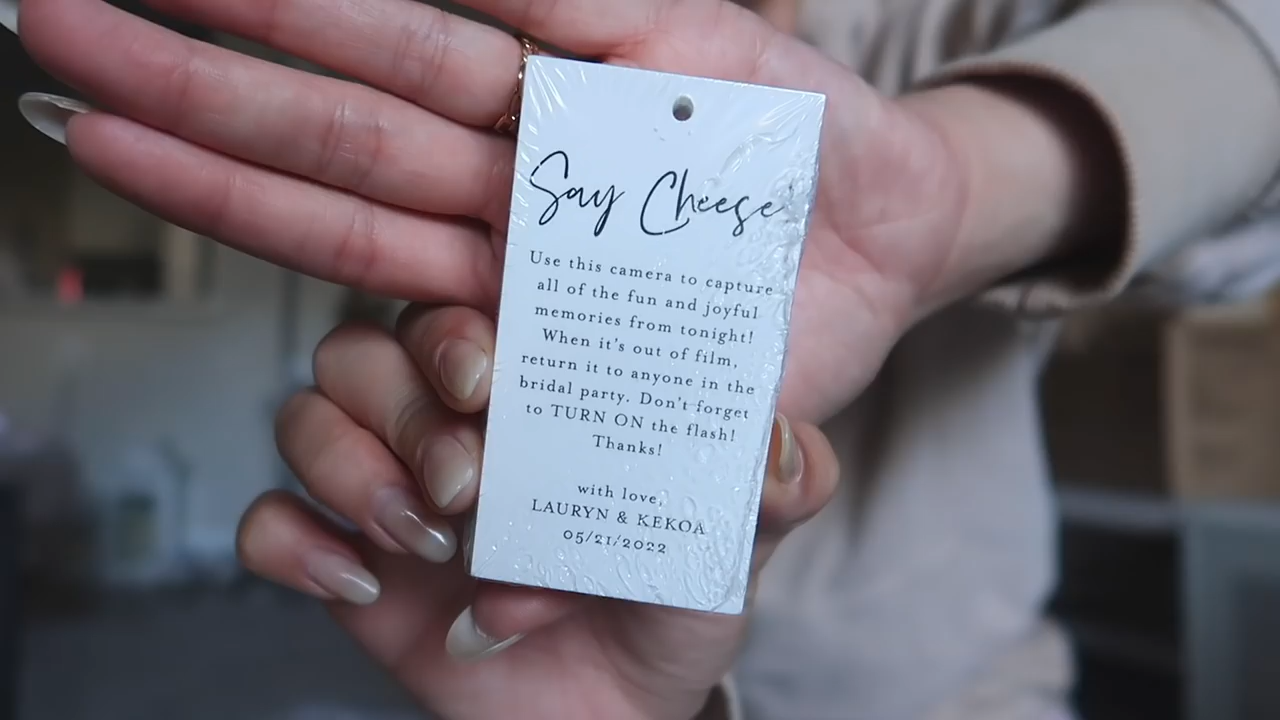 Say Cheese!
Use this camera to capture
all of the fun and joyful
memories from tonight!
When it's out of film,
return it to anyone in the
bridal party. Don't forget
to TURN ON the flash!
Thanks!
with love,
LAURYN & KEKOA
05/21/2022